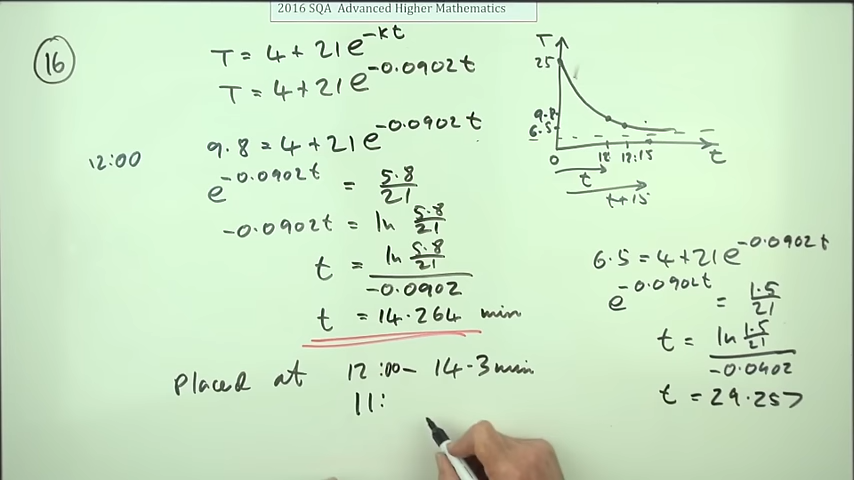 2016 SQA Advanced Higher Mathematics
16
T = 4 + 21e^-kt
T = 4 + 21e^-0.0902t
12:00
9.8 = 4 + 21e^-0.0902t
e^-0.0902t = 5.8/21
-0.0902t = ln 5.8/21
t = ln 5.8/21 / -0.0902
t = 14.264 min
Placed at 12:00 - 14.3min
11:
T
25
9.8
6.5
0
12
12:15
t
t
t+15
6.5 = 4 + 21e^-0.0902t
e^-0.0902t = 1.5/21
t = ln 1.5/21 / -0.0902
t = 29.257